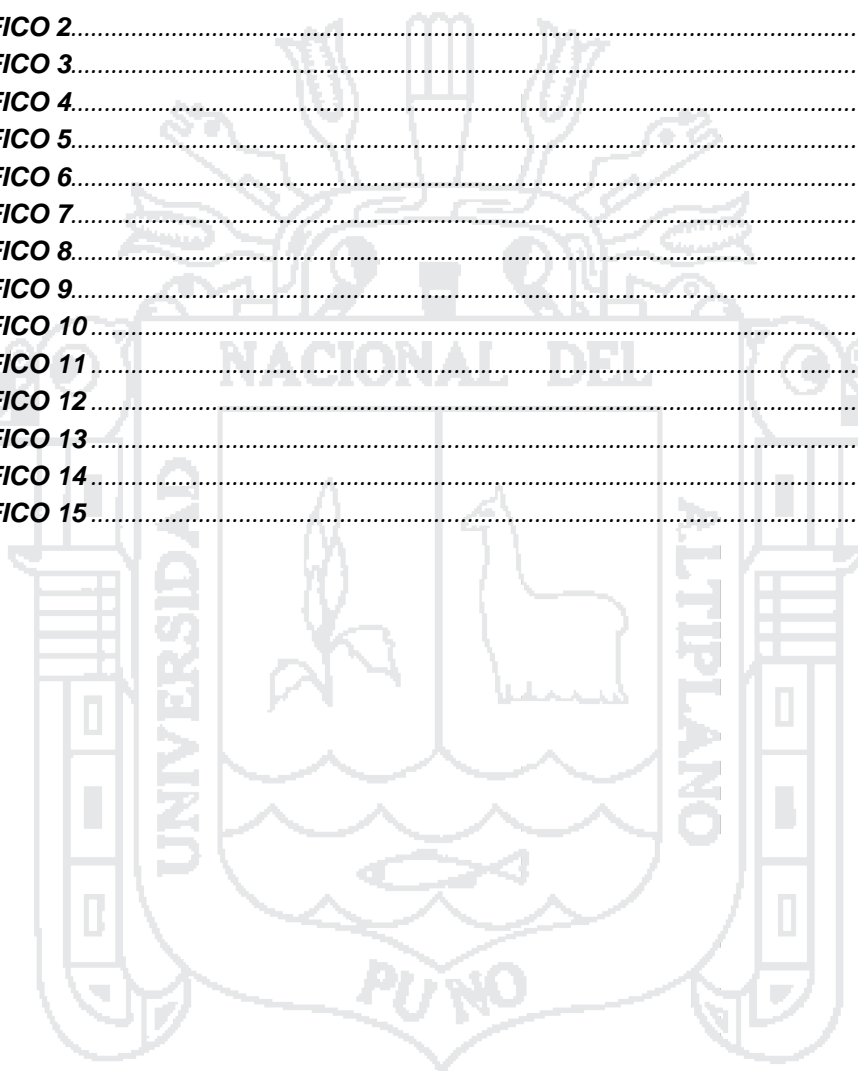 FICO 2
FICO 3
FICO 4
FICO 5
FICO 6
FICO 7
FICO 8
FICO 9
FICO 10
FICO 11
FICO 12
FICO 13
FICO 14
FICO 15
NACIONAL DEL
UNIVERSIDAD
ALTIPLANO
PUNO